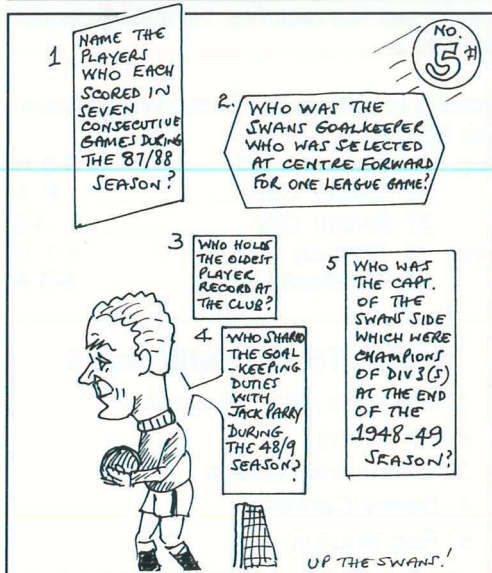 1
NAME THE
PLAYERS
WHO EACH
SCORED IN
SEVEN
CONSECUTIVE
GAMES DURING
THE 87/88
SEASON?
NO.
5
2.
WHO WAS THE
SWANS GOALKEEPER
WHO WAS SELECTED
AT CENTRE FORWARD
FOR ONE LEAGUE GAME?
3
WHO HOLDS
THE OLDEST
PLAYER
RECORD AT
THE CLUB?
4
WHO SHARED
THE GOAL
-KEEPING
DUTIES
WITH
JACK PARRY
DURING
THE 48/9
SEASON?
5
WHO WAS
THE CAPT.
OF THE
SWANS SIDE
WHICH WERE
CHAMPIONS
OF DIV 3(S)
AT THE END
OF THE
1948-49
SEASON?
UP THE SWANS!